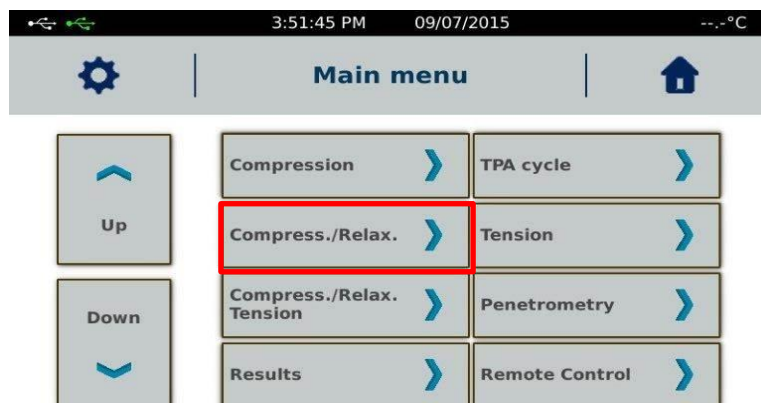 3:51:45 PM 09/07/2015 --.-°C
Main menu
Up
Down
Compression
TPA cycle
Compress./Relax.
Tension
Compress./Relax.
Tension
Penetrometry
Results
Remote Control